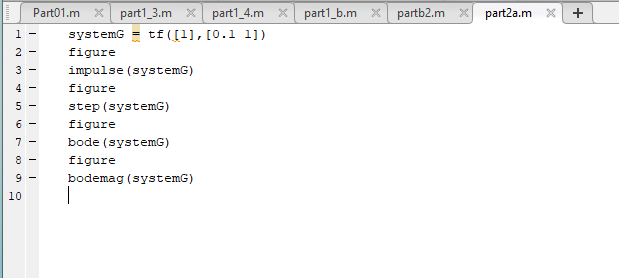 Part01.m part1_3.m part1_4.m part1_b.m partb2.m part2a.m
1 systemG = tf([1],[0.1 1])
2 figure
3 impulse(systemG)
4 figure
5 step(systemG)
6 figure
7 bode(systemG)
8 figure
9 bodemag(systemG)
10